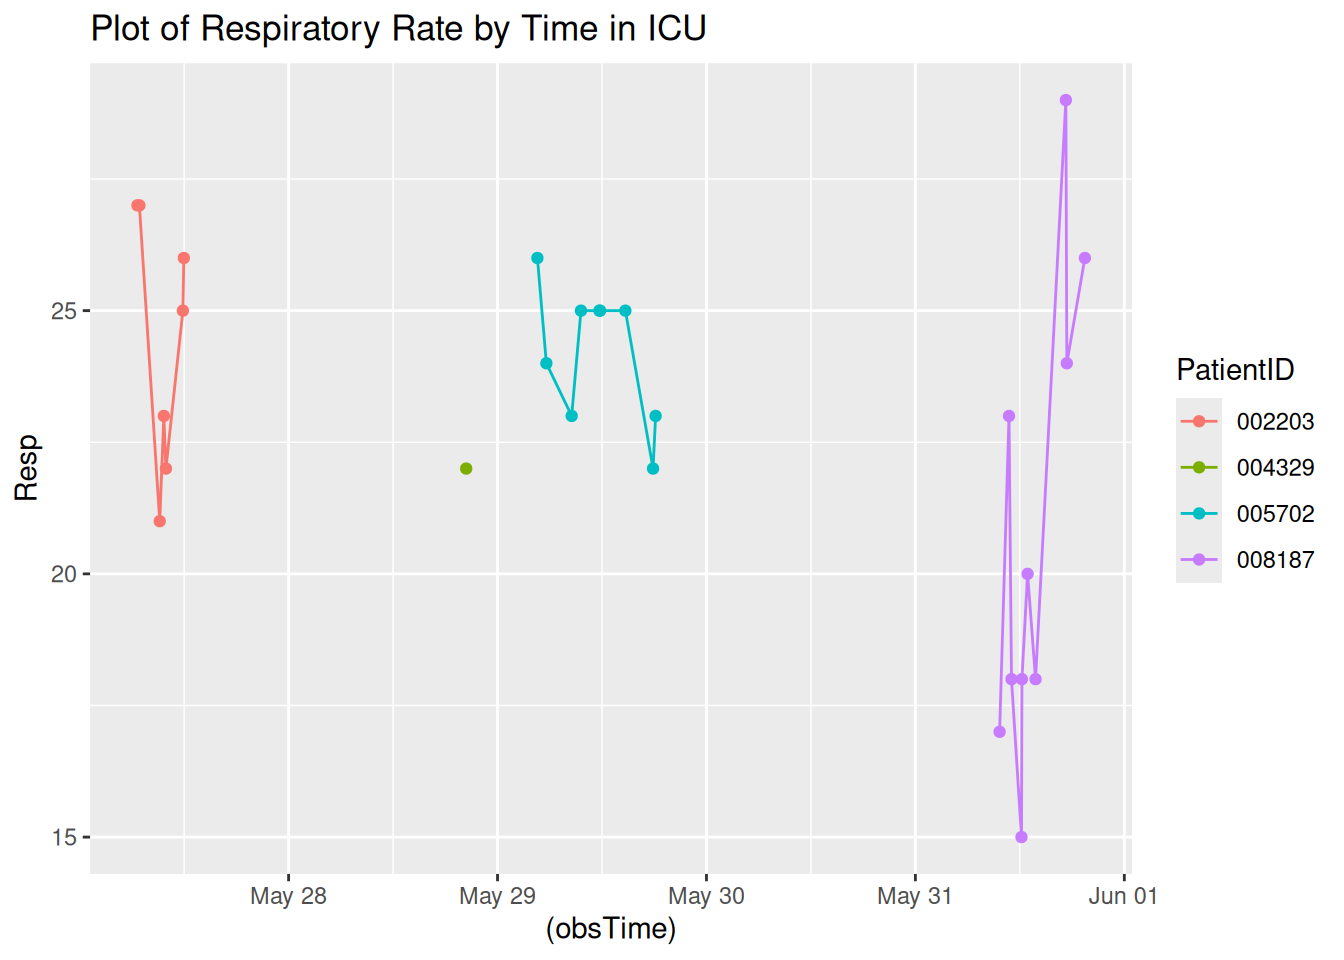 Plot of Respiratory Rate by Time in ICU
Resp
25
20
15
May 28
May 29
May 30
May 31
Jun 01
(obsTime)
PatientID
002203
004329
005702
008187